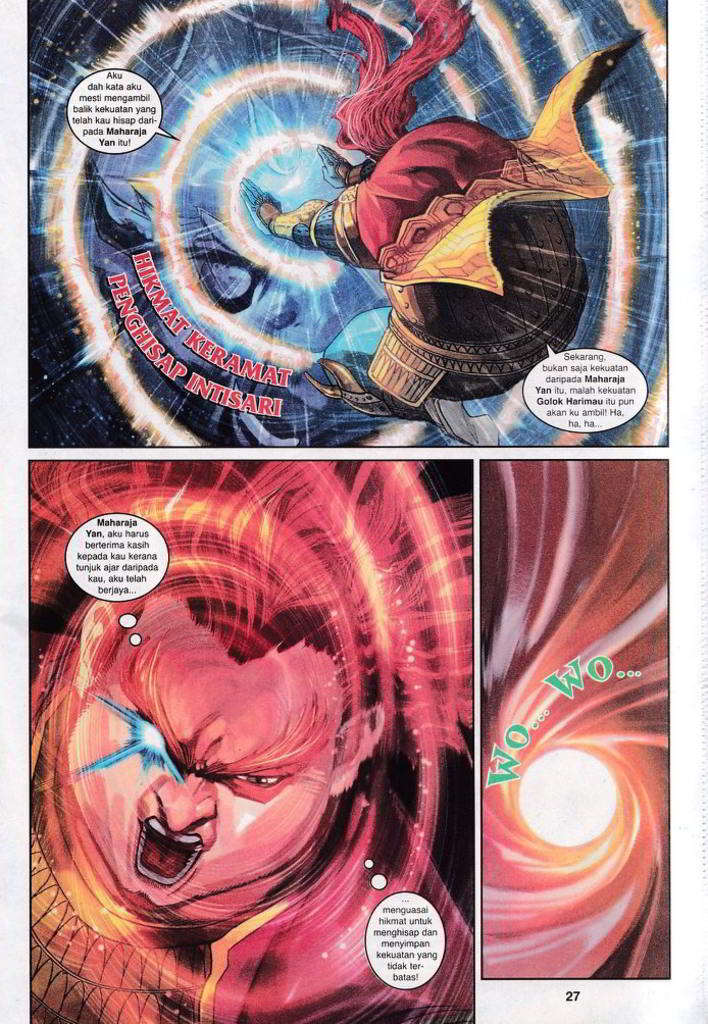 Aku
dah kata aku
mesti mengambil
balik kekuatan yang
telah kau hisap dari-
pada Maharaja
Yan itu!
HIKMAT KERAMAT
PENGHISAP INTISARI
Sekarang,
bukan saja kekuatan
daripada Maharaja
Yan itu, malah kekuatan
Golok Harimau itu pun
akan ku ambil! Ha,
ha, ha...
Maharaja
Yan, aku harus
berterima kasih
kepada kau kerana
tunjuk ajar daripada
kau, aku telah
berjaya...
WO... WO...
...
menguasai
hikmat untuk
menghisap dan
menyimpan
kekuatan yang
tidak ter-
batas!
27